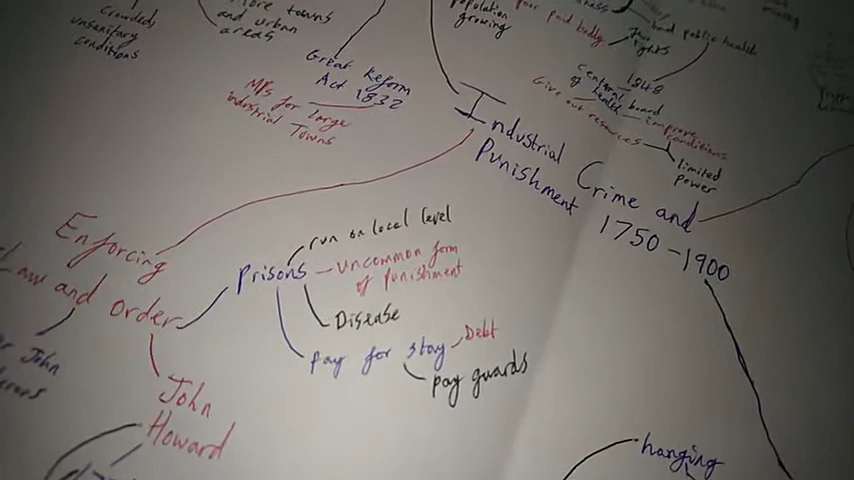 Crowded
unsanitary
conditions
more towns
and urban
areas
Great Reform
Act 1832
MPs for large
industrial Towns
population
growing
poor paid badly
rights
bad public health
1848
central board
of health
Give out resources
improve
conditions
limited
power
Industrial Crime and
Punishment 1750-1900
Enforcing
Law and order
Prisons
run on local level
uncommon form
of punishment
Disease
pay for stay
Debt
pay guards
John
John
Howard
hanging